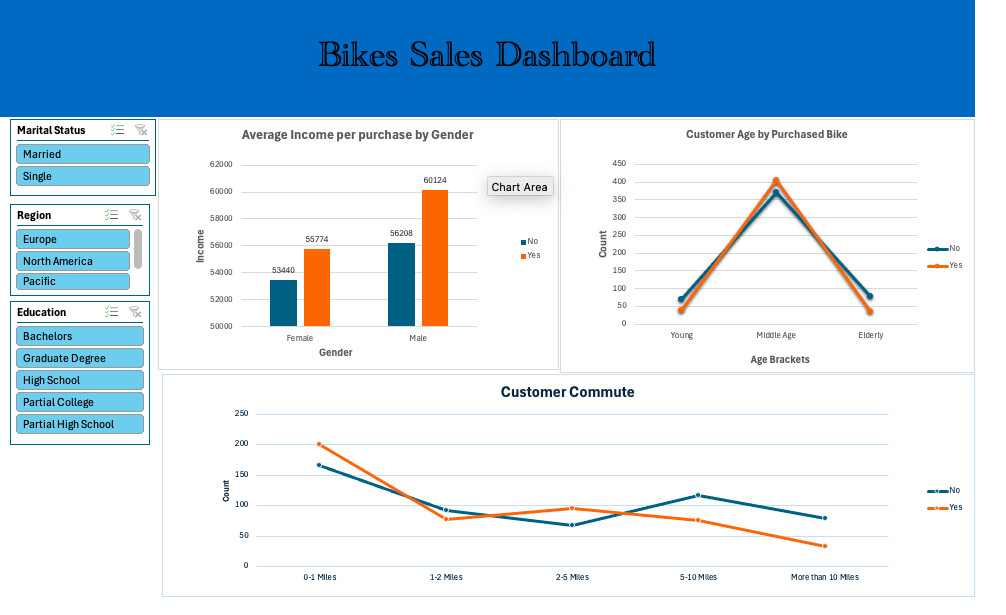 Bikes Sales Dashboard
Marital Status
Married
Single
Region
Europe
North America
Pacific
Education
Bachelors
Graduate Degree
High School
Partial College
Partial High School
Average Income per purchase by Gender
62000
60000
58000
56000
54000
52000
50000
Income
53440
55774
56208
60124
Female
Male
Gender
No
Yes
Chart Area
Customer Age by Purchased Bike
450
400
350
300
250
200
150
100
50
0
Count
Young
Middle Age
Elderly
Age Brackets
No
Yes
Customer Commute
250
200
150
100
50
0
Count
0-1 Miles
1-2 Miles
2-5 Miles
5-10 Miles
More than 10 Miles
No
Yes